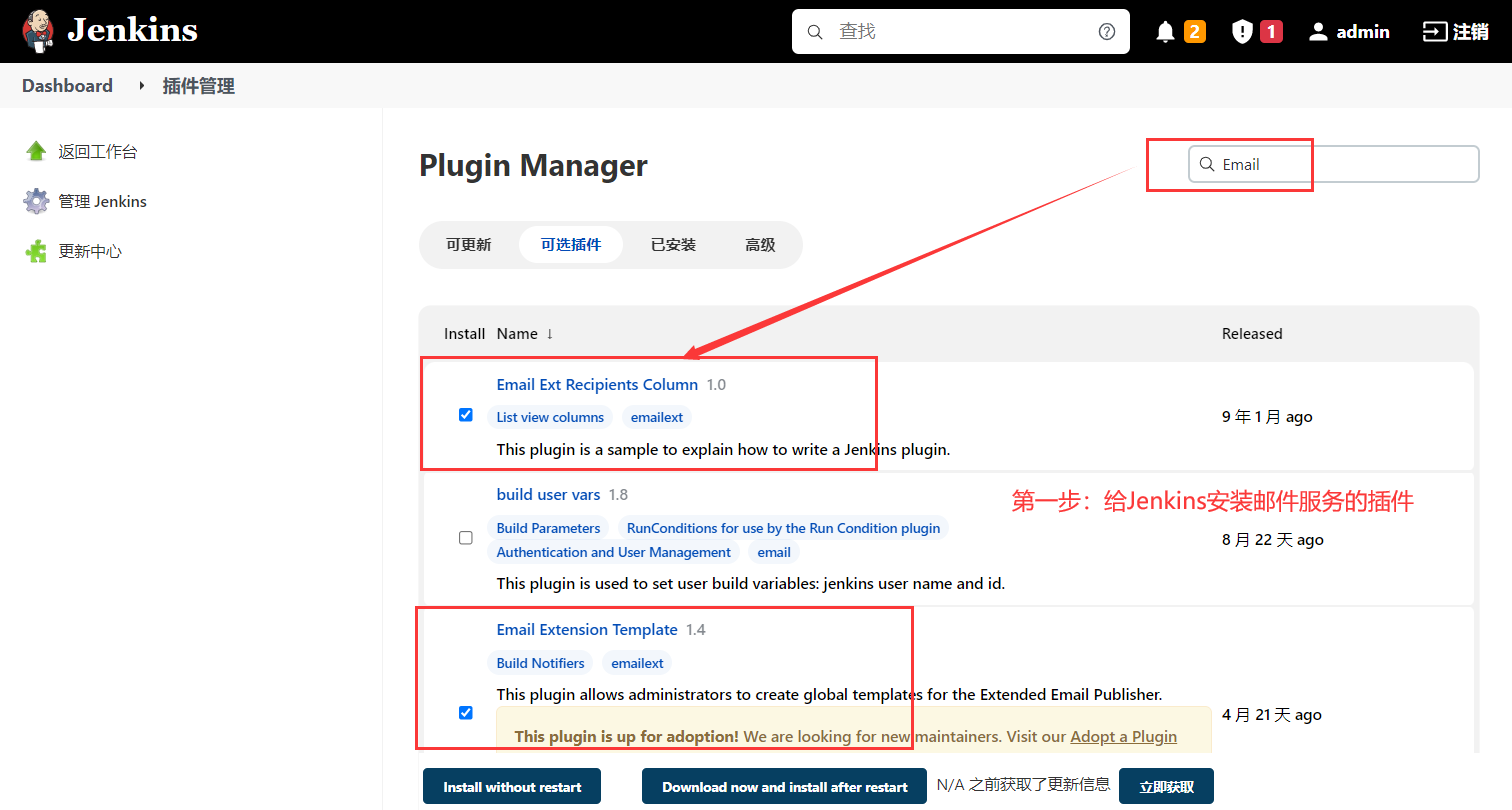 Jenkins
查找
2
1
admin
注销
Dashboard
插件管理
返回工作台
管理 Jenkins
更新中心
Plugin Manager
Email
可更新
可选插件
已安装
高级
Install
Name ↓
Released
Email Ext Recipients Column 1.0
List view columns
emailext
This plugin is a sample to explain how to write a Jenkins plugin.
9 年 1 月 ago
build user vars 1.8
Build Parameters
RunConditions for use by the Run Condition plugin
Authentication and User Management
email
This plugin is used to set user build variables: jenkins user name and id.
第一步：给Jenkins安装邮件服务的插件
8 月 22 天 ago
Email Extension Template 1.4
Build Notifiers
emailext
This plugin allows administrators to create global templates for the Extended Email Publisher.
This plugin is up for adoption! We are looking for new maintainers. Visit our Adopt a Plugin
4 月 21 天 ago
Install without restart
Download now and install after restart
N/A 之前获取了更新信息
立即获取